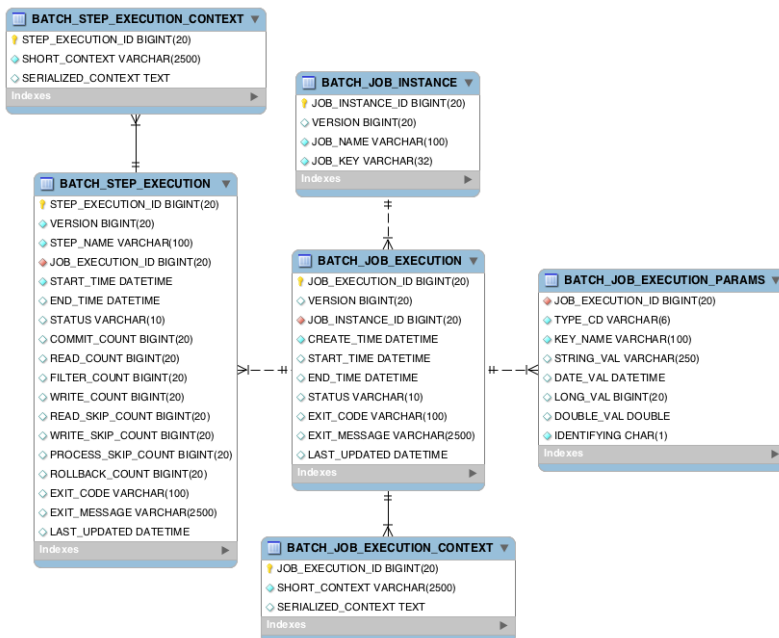 BATCH_STEP_EXECUTION_CONTEXT
STEP_EXECUTION_ID BIGINT(20)
SHORT_CONTEXT VARCHAR(2500)
SERIALIZED_CONTEXT TEXT
Indexes
BATCH_JOB_INSTANCE
JOB_INSTANCE_ID BIGINT(20)
VERSION BIGINT(20)
JOB_NAME VARCHAR(100)
JOB_KEY VARCHAR(32)
Indexes
BATCH_STEP_EXECUTION
STEP_EXECUTION_ID BIGINT(20)
VERSION BIGINT(20)
STEP_NAME VARCHAR(100)
JOB_EXECUTION_ID BIGINT(20)
START_TIME DATETIME
END_TIME DATETIME
STATUS VARCHAR(10)
COMMIT_COUNT BIGINT(20)
READ_COUNT BIGINT(20)
FILTER_COUNT BIGINT(20)
WRITE_COUNT BIGINT(20)
READ_SKIP_COUNT BIGINT(20)
WRITE_SKIP_COUNT BIGINT(20)
PROCESS_SKIP_COUNT BIGINT(20)
ROLLBACK_COUNT BIGINT(20)
EXIT_CODE VARCHAR(100)
EXIT_MESSAGE VARCHAR(2500)
LAST_UPDATED DATETIME
Indexes
BATCH_JOB_EXECUTION
JOB_EXECUTION_ID BIGINT(20)
VERSION BIGINT(20)
JOB_INSTANCE_ID BIGINT(20)
CREATE_TIME DATETIME
START_TIME DATETIME
END_TIME DATETIME
STATUS VARCHAR(10)
EXIT_CODE VARCHAR(100)
EXIT_MESSAGE VARCHAR(2500)
LAST_UPDATED DATETIME
Indexes
BATCH_JOB_EXECUTION_PARAMS
JOB_EXECUTION_ID BIGINT(20)
TYPE_CD VARCHAR(6)
KEY_NAME VARCHAR(100)
STRING_VAL VARCHAR(250)
DATE_VAL DATETIME
LONG_VAL BIGINT(20)
DOUBLE_VAL DOUBLE
IDENTIFYING CHAR(1)
Indexes
BATCH_JOB_EXECUTION_CONTEXT
JOB_EXECUTION_ID BIGINT(20)
SHORT_CONTEXT VARCHAR(2500)
SERIALIZED_CONTEXT TEXT
Indexes